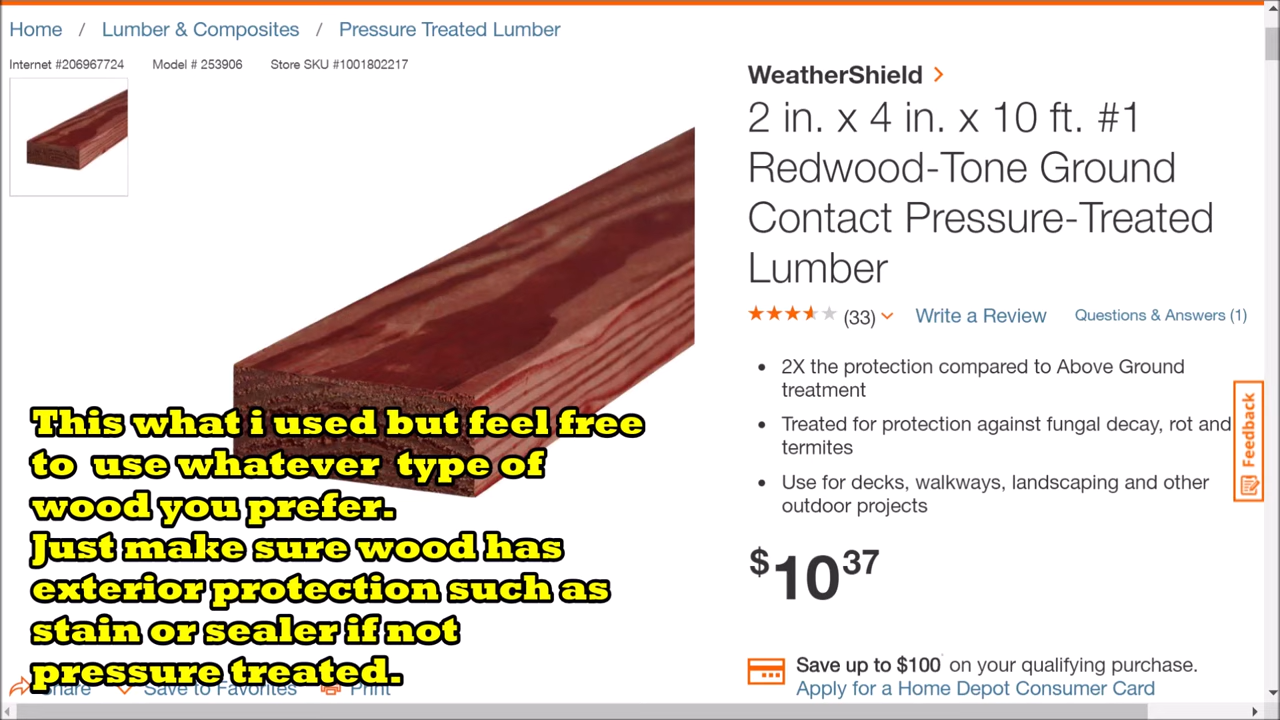 Home / Lumber & Composites / Pressure Treated Lumber
Internet #206967724 Model # 253906 Store SKU #1001802217
WeatherShield
2 in. x 4 in. x 10 ft. #1
Redwood-Tone Ground
Contact Pressure-Treated
Lumber
(33) Write a Review Questions & Answers (1)
• 2X the protection compared to Above Ground
treatment
• Treated for protection against fungal decay, rot and
termites
• Use for decks, walkways, landscaping and other
outdoor projects
$10 37
Save up to $100 on your qualifying purchase.
Apply for a Home Depot Consumer Card
Feedback
This what i used but feel free
to use whatever type of
wood you prefer.
Just make sure wood has
exterior protection such as
stain or sealer if not
pressure treated.
Share Save to Favorites Print